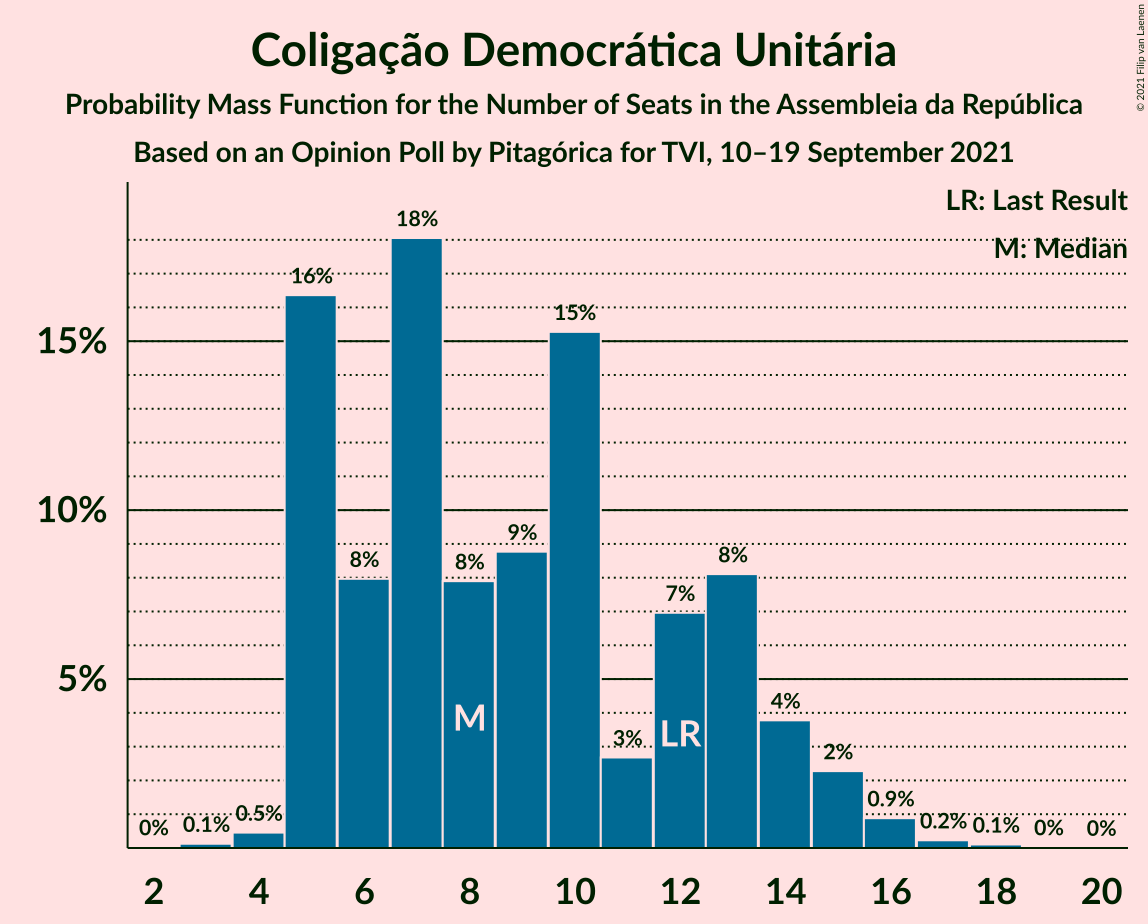 Coligação Democrática Unitária
Probability Mass Function for the Number of Seats in the Assembleia da República
Based on an Opinion Poll by Pitagórica for TVI, 10–19 September 2021
© 2021 Filip van Laenen
LR: Last Result
M: Median
15%
10%
5%
0%
0.1%
0.5%
16%
8%
18%
8%
9%
15%
3%
7%
8%
4%
2%
0.9%
0.2%
0.1%
0%
0%
M
LR
2 4 6 8 10 12 14 16 18 20